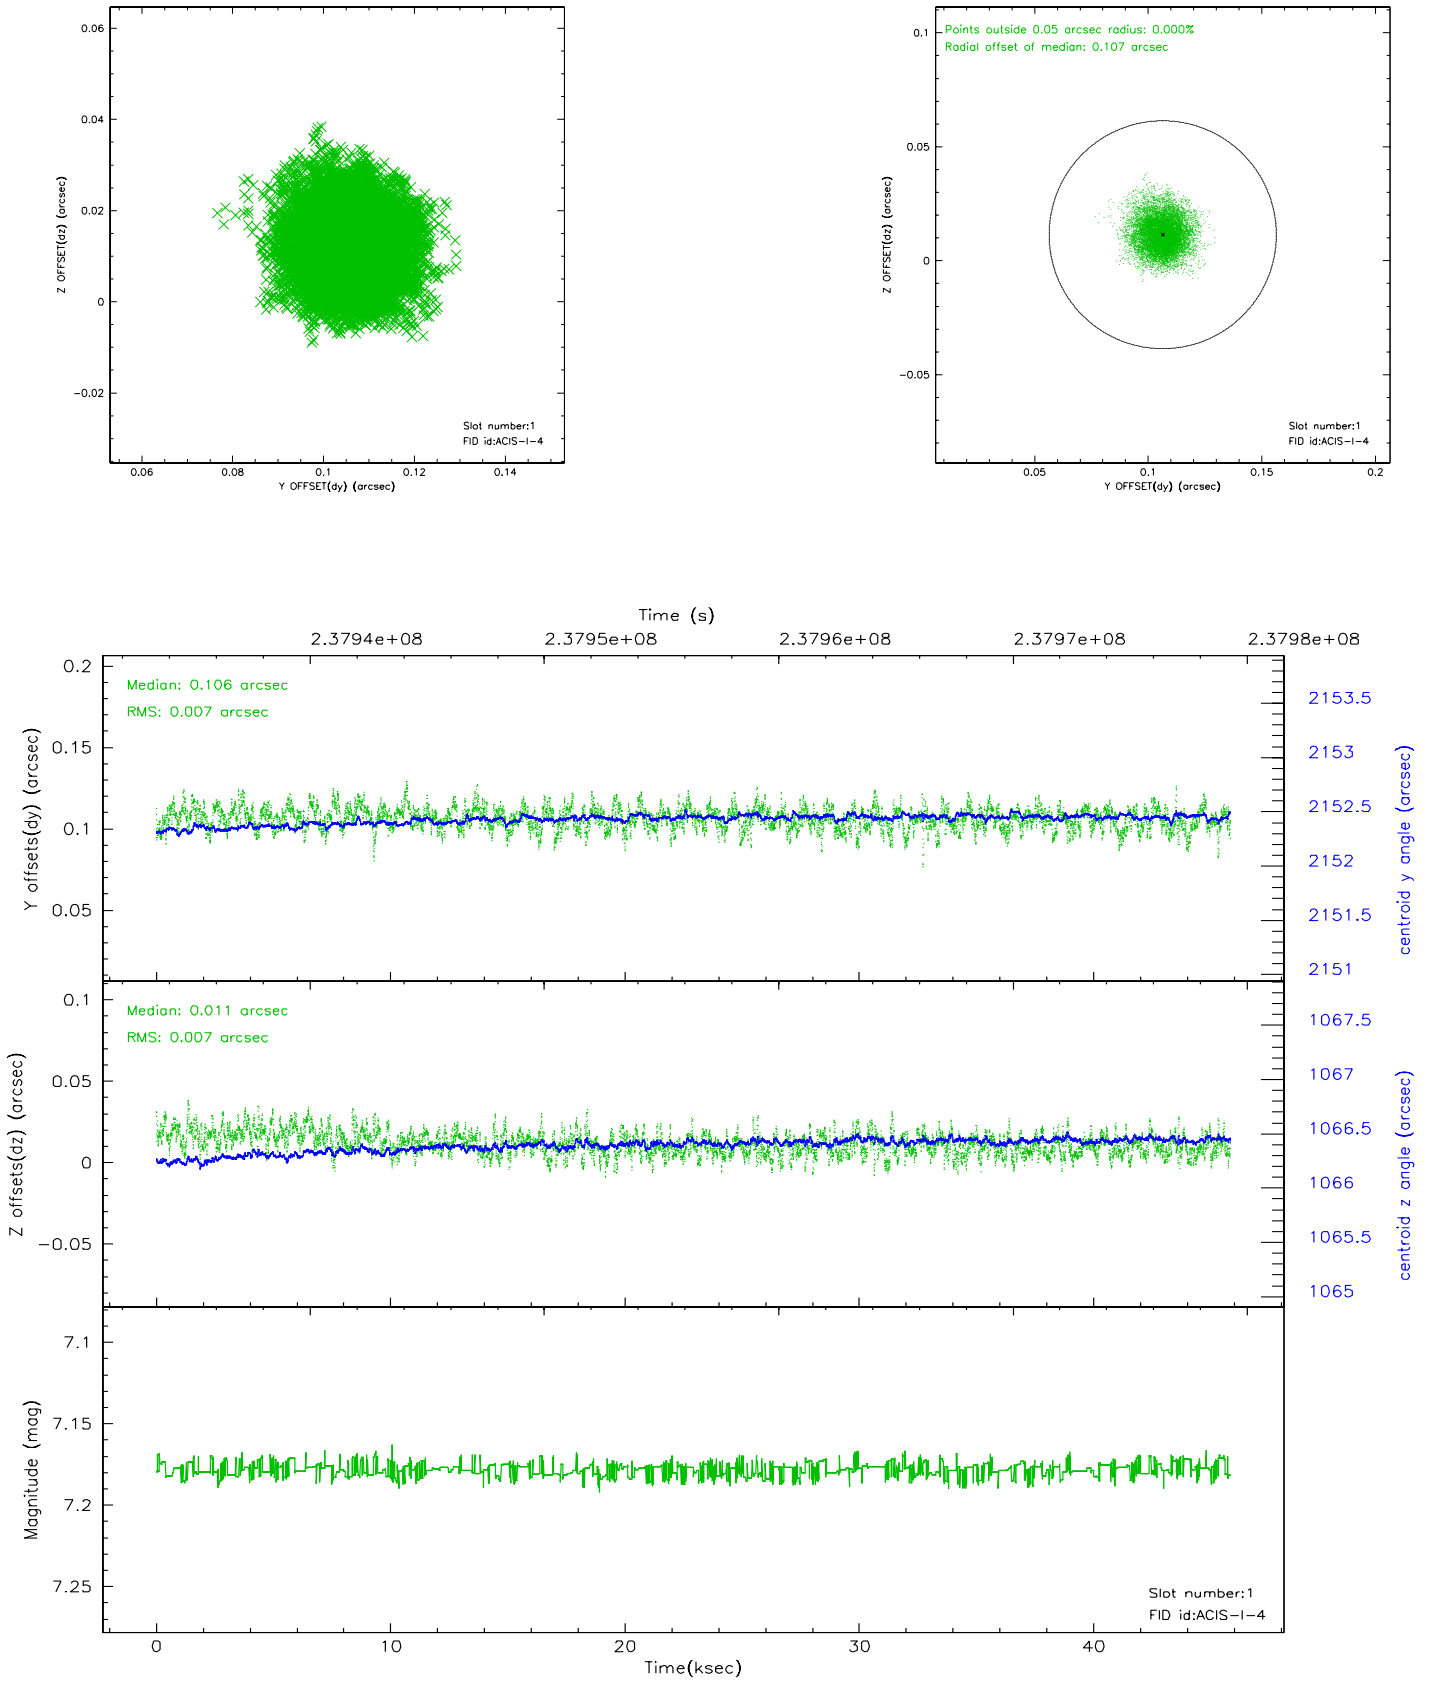 0.06
0.04
0.02
0
−0.02
Z OFFSET(dz) (arcsec)
Slot number:1
FID id:ACIS−I−4
0.06 0.08 0.1 0.12 0.14
Y OFFSET(dy) (arcsec)
Points outside 0.05 arcsec radius: 0.000%
Radial offset of median: 0.107 arcsec
0.1
0.05
0
−0.05
Z OFFSET(dz) (arcsec)
Slot number:1
FID id:ACIS−I−4
0.05 0.1 0.15 0.2
Y OFFSET(dy) (arcsec)
Time (s)
2.3794e+08 2.3795e+08 2.3796e+08 2.3797e+08 2.3798e+08
Median: 0.106 arcsec
RMS: 0.007 arcsec
0.2
0.15
0.1
0.05
Y offsets(dy) (arcsec)
2153.5
2153
2152.5
2152
2151.5
2151
centroid y angle (arcsec)
Median: 0.011 arcsec
RMS: 0.007 arcsec
0.1
0.05
0
−0.05
Z offsets(dz) (arcsec)
1067.5
1067
1066.5
1066
1065.5
1065
centroid z angle (arcsec)
7.1
7.15
7.2
7.25
Magnitude (mag)
Slot number:1
FID id:ACIS−I−4
0 10 20 30 40
Time(ksec)